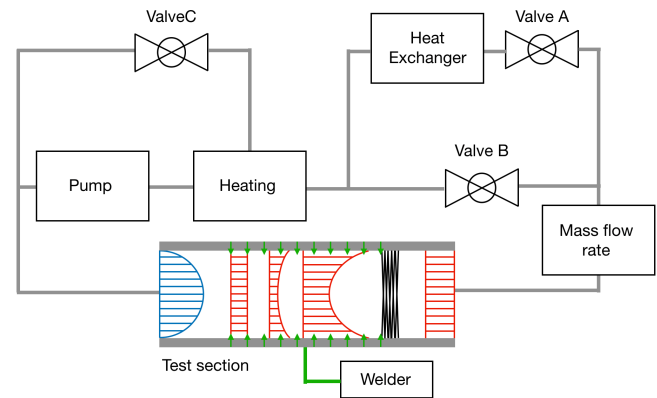 ValveC
Valve A
Heat
Exchanger
Valve B
Pump
Heating
Mass flow
rate
Test section
Welder